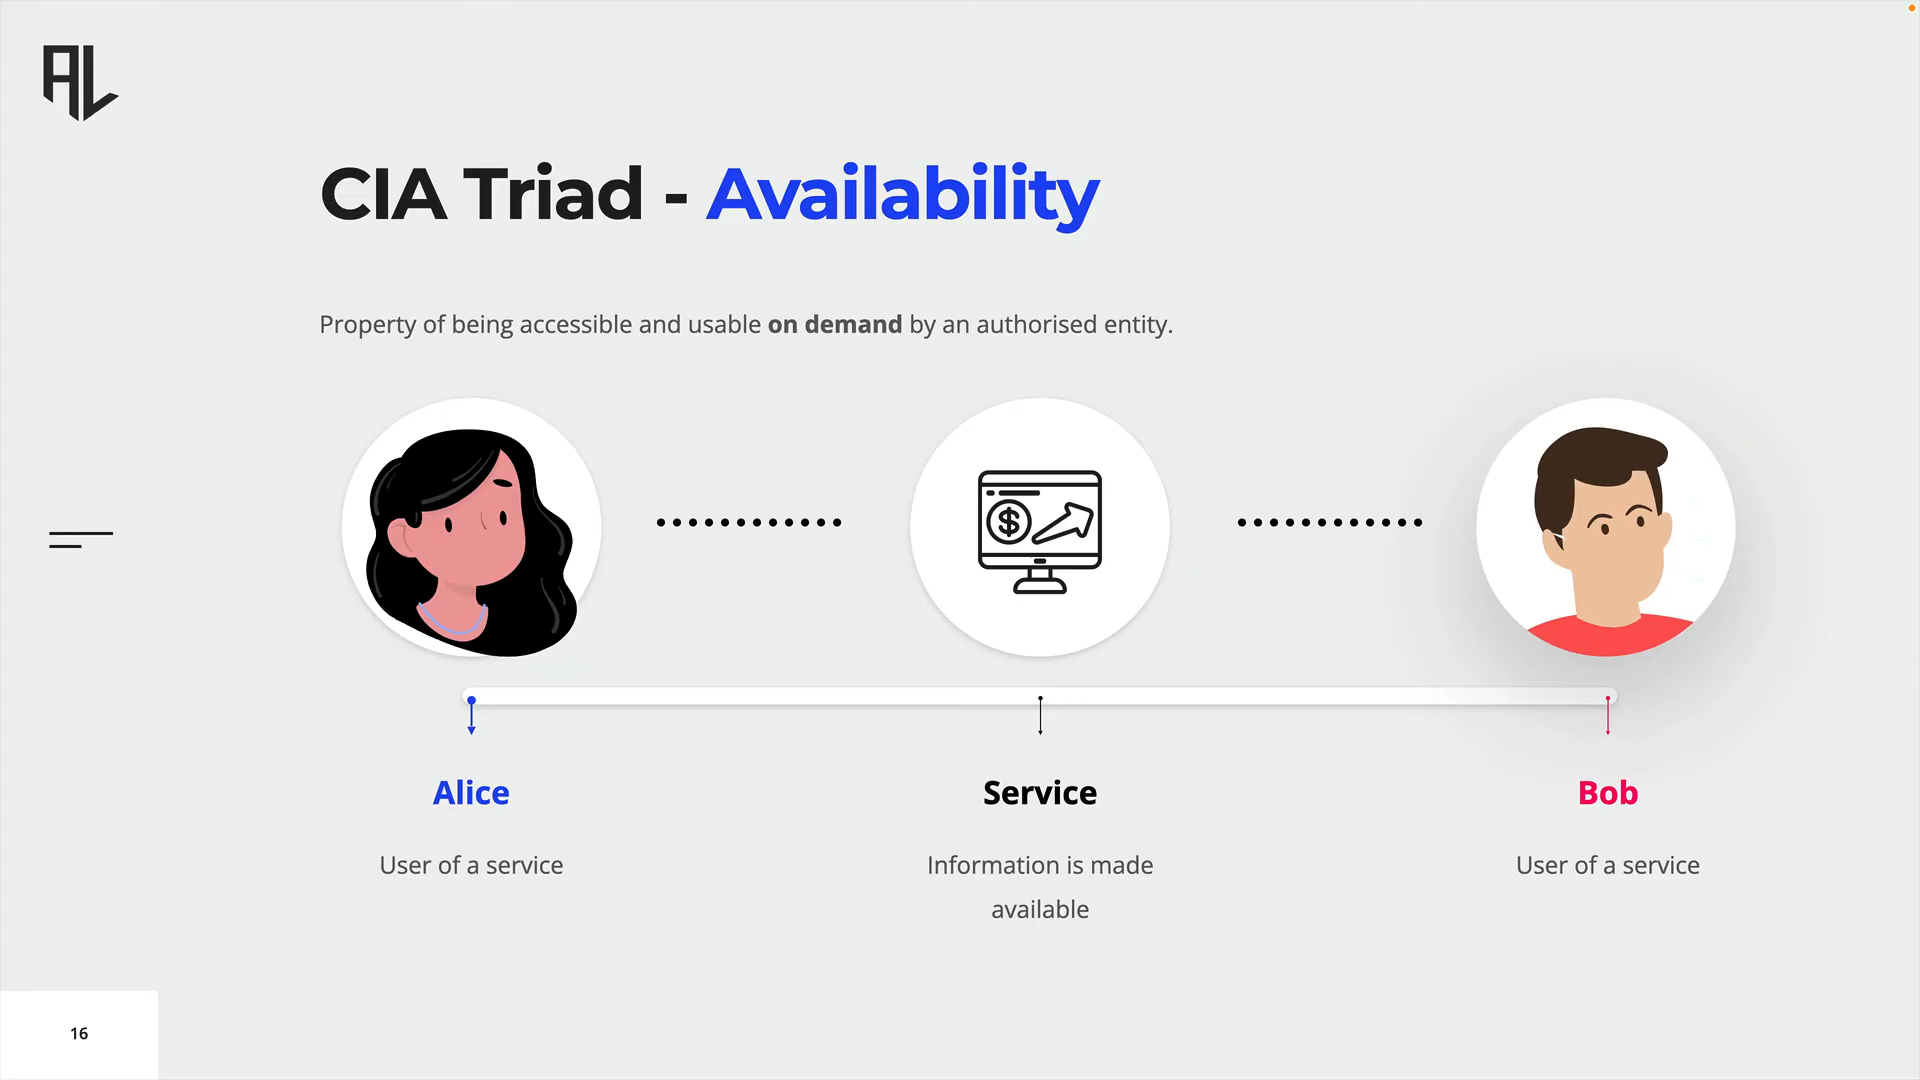 AL
CIA Triad - Availability
Property of being accessible and usable on demand by an authorised entity.
$
Alice
Service
Bob
User of a service
Information is made
available
User of a service
16